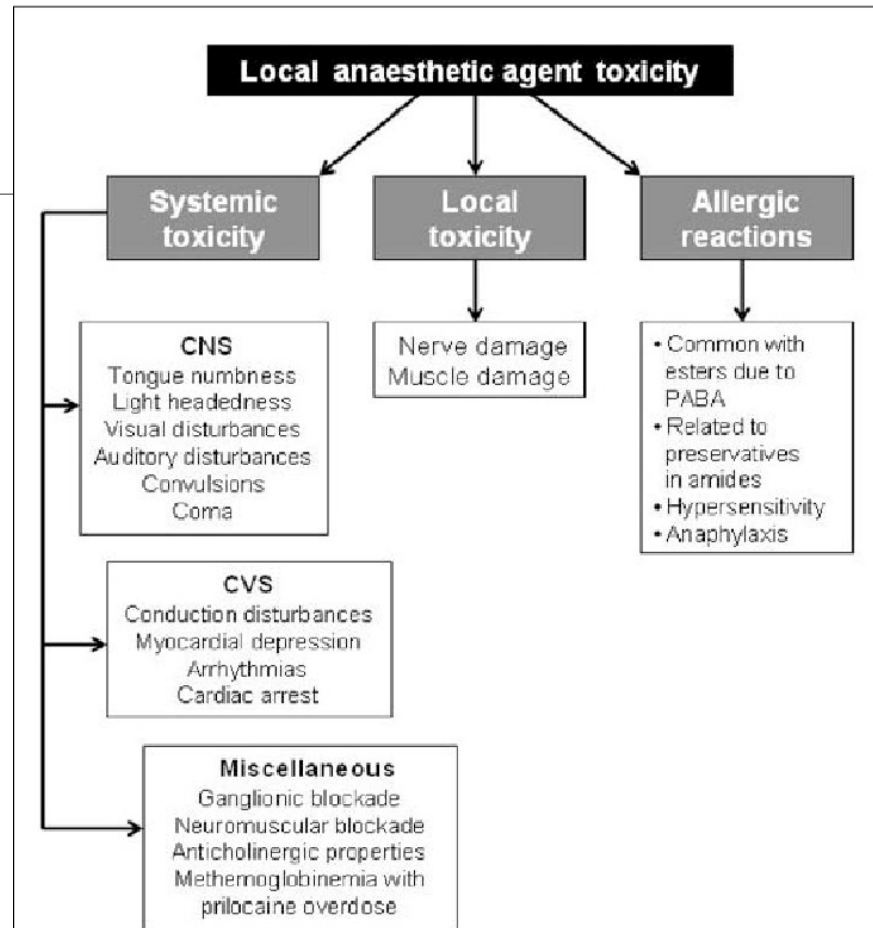 Local anaesthetic agent toxicity
Systemic
toxicity
Local
toxicity
Allergic
reactions
CNS
Tongue numbness
Light headedness
Visual disturbances
Auditory disturbances
Convulsions
Coma
Nerve damage
Muscle damage
• Common with
esters due to
PABA
• Related to
preservatives
in amides
• Hypersensitivity
• Anaphylaxis
CVS
Conduction disturbances
Myocardial depression
Arrhythmias
Cardiac arrest
Miscellaneous
Ganglionic blockade
Neuromuscular blockade
Anticholinergic properties
Methemoglobinemia with
prilocaine overdose